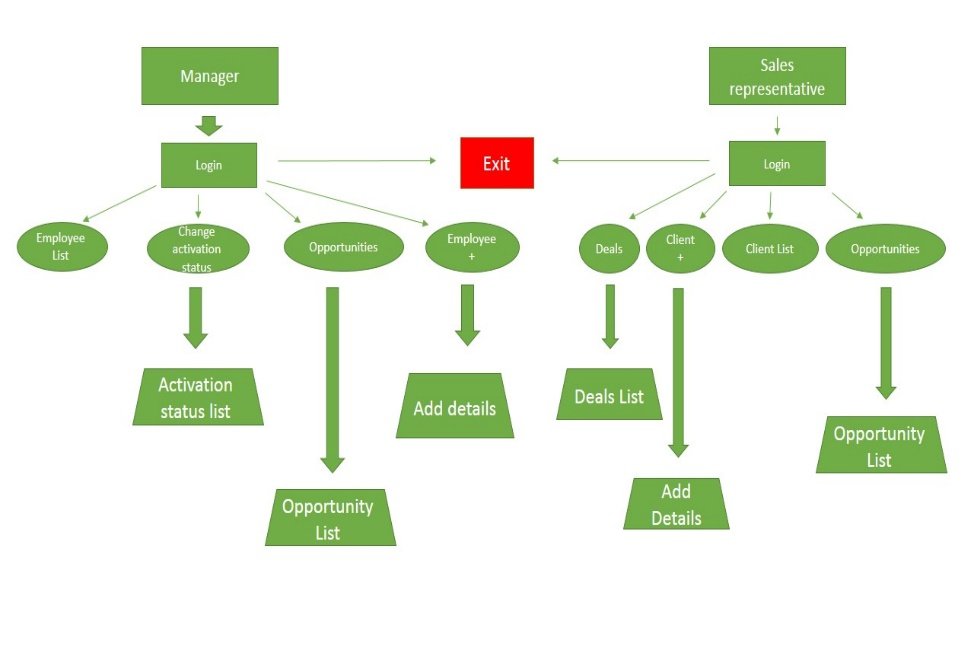 Manager
Sales
representative
Login
Exit
Login
Employee
List
Change
activation
status
Opportunities
Employee
+
Deals
Client
+
Client List
Opportunities
Activation
status list
Add details
Deals List
Opportunity
List
Opportunity
List
Add
Details